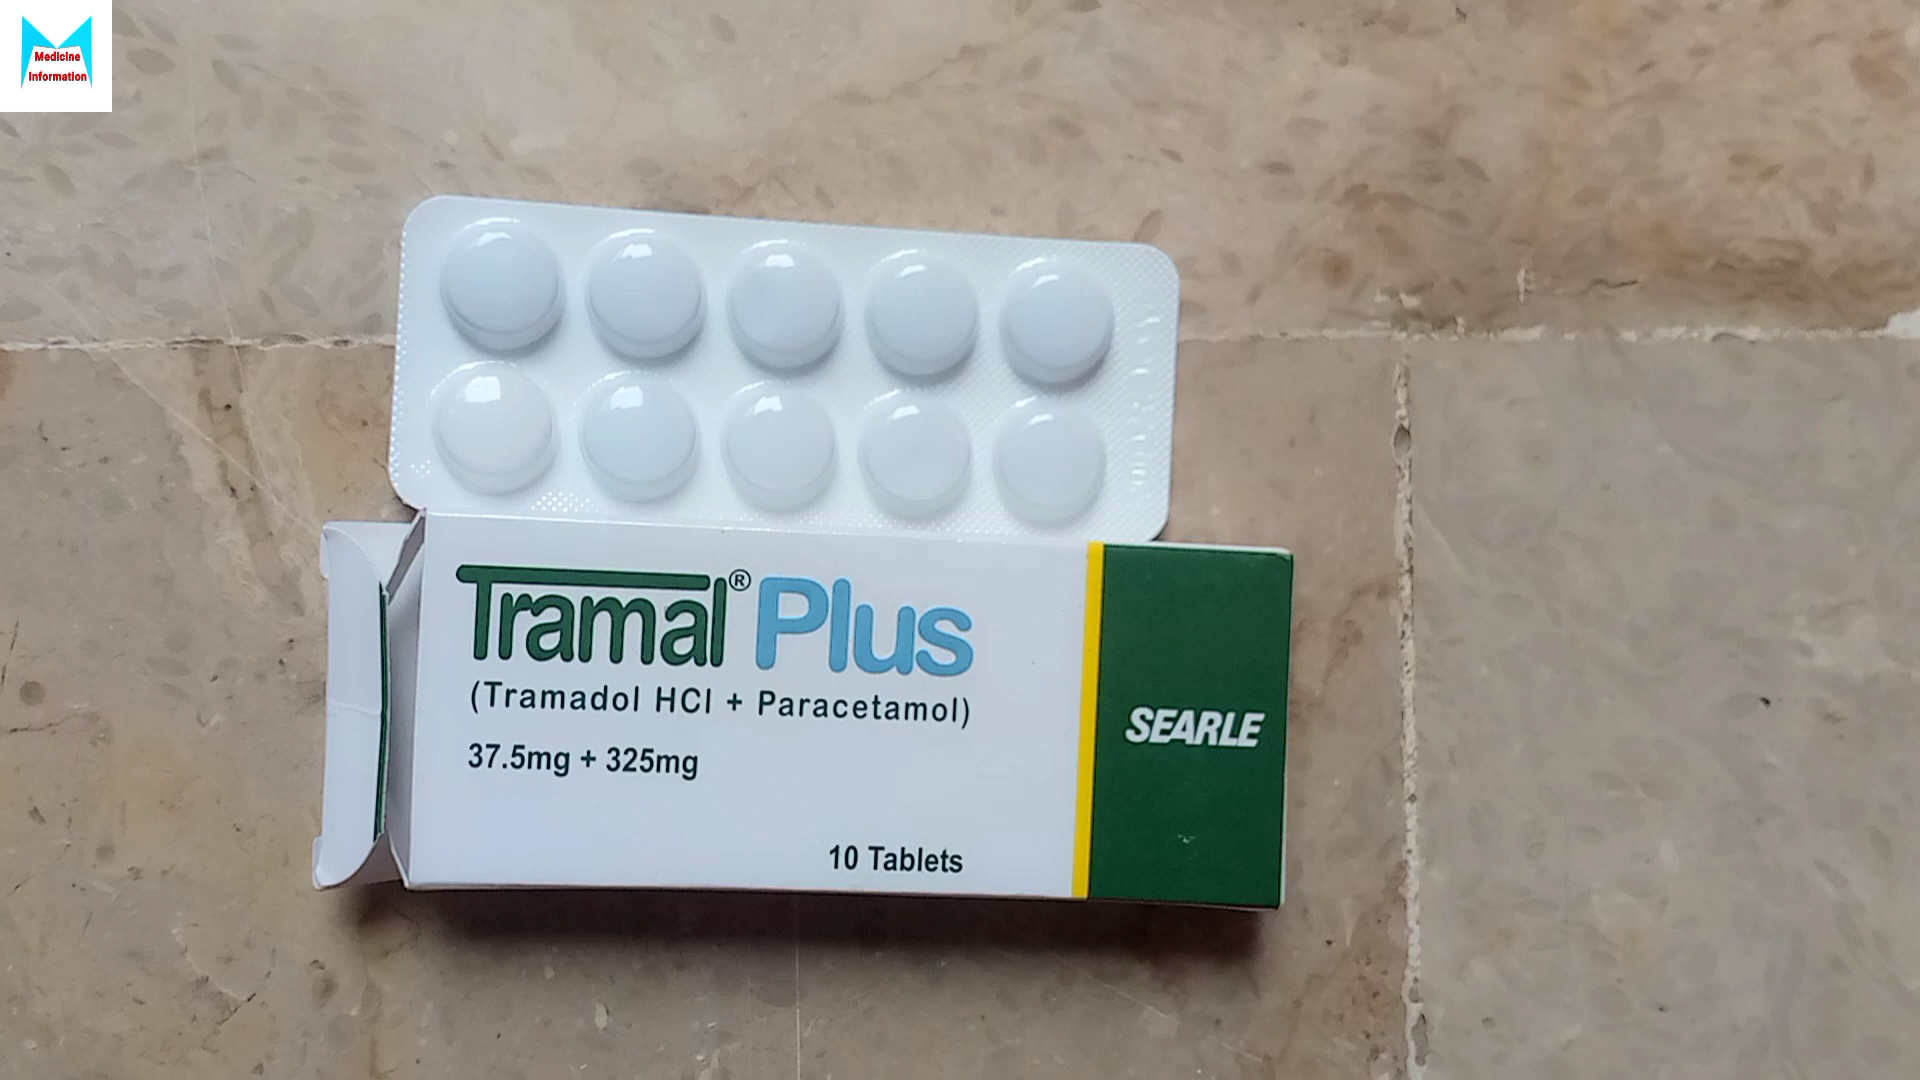 Medicine
Information
Tramal® Plus
(Tramadol HCl + Paracetamol)
37.5mg + 325mg
10 Tablets
SEARLE